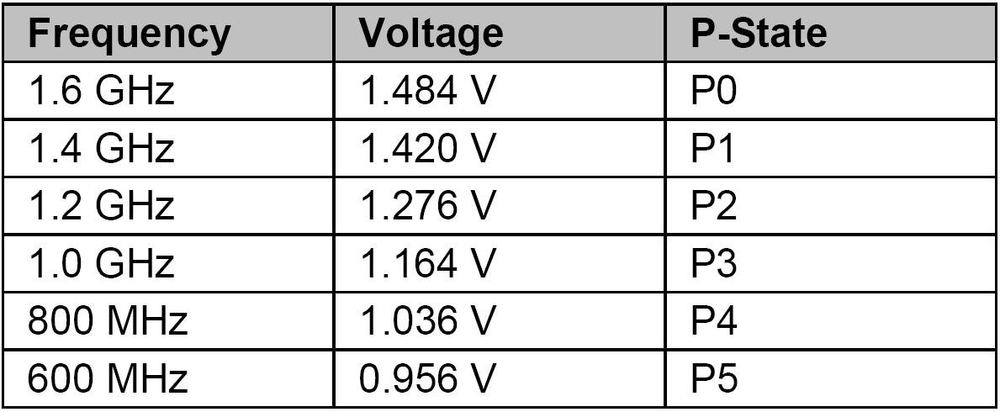 Frequency Voltage P-State
1.6 GHz 1.484 V P0
1.4 GHz 1.420 V P1
1.2 GHz 1.276 V P2
1.0 GHz 1.164 V P3
800 MHz 1.036 V P4
600 MHz 0.956 V P5